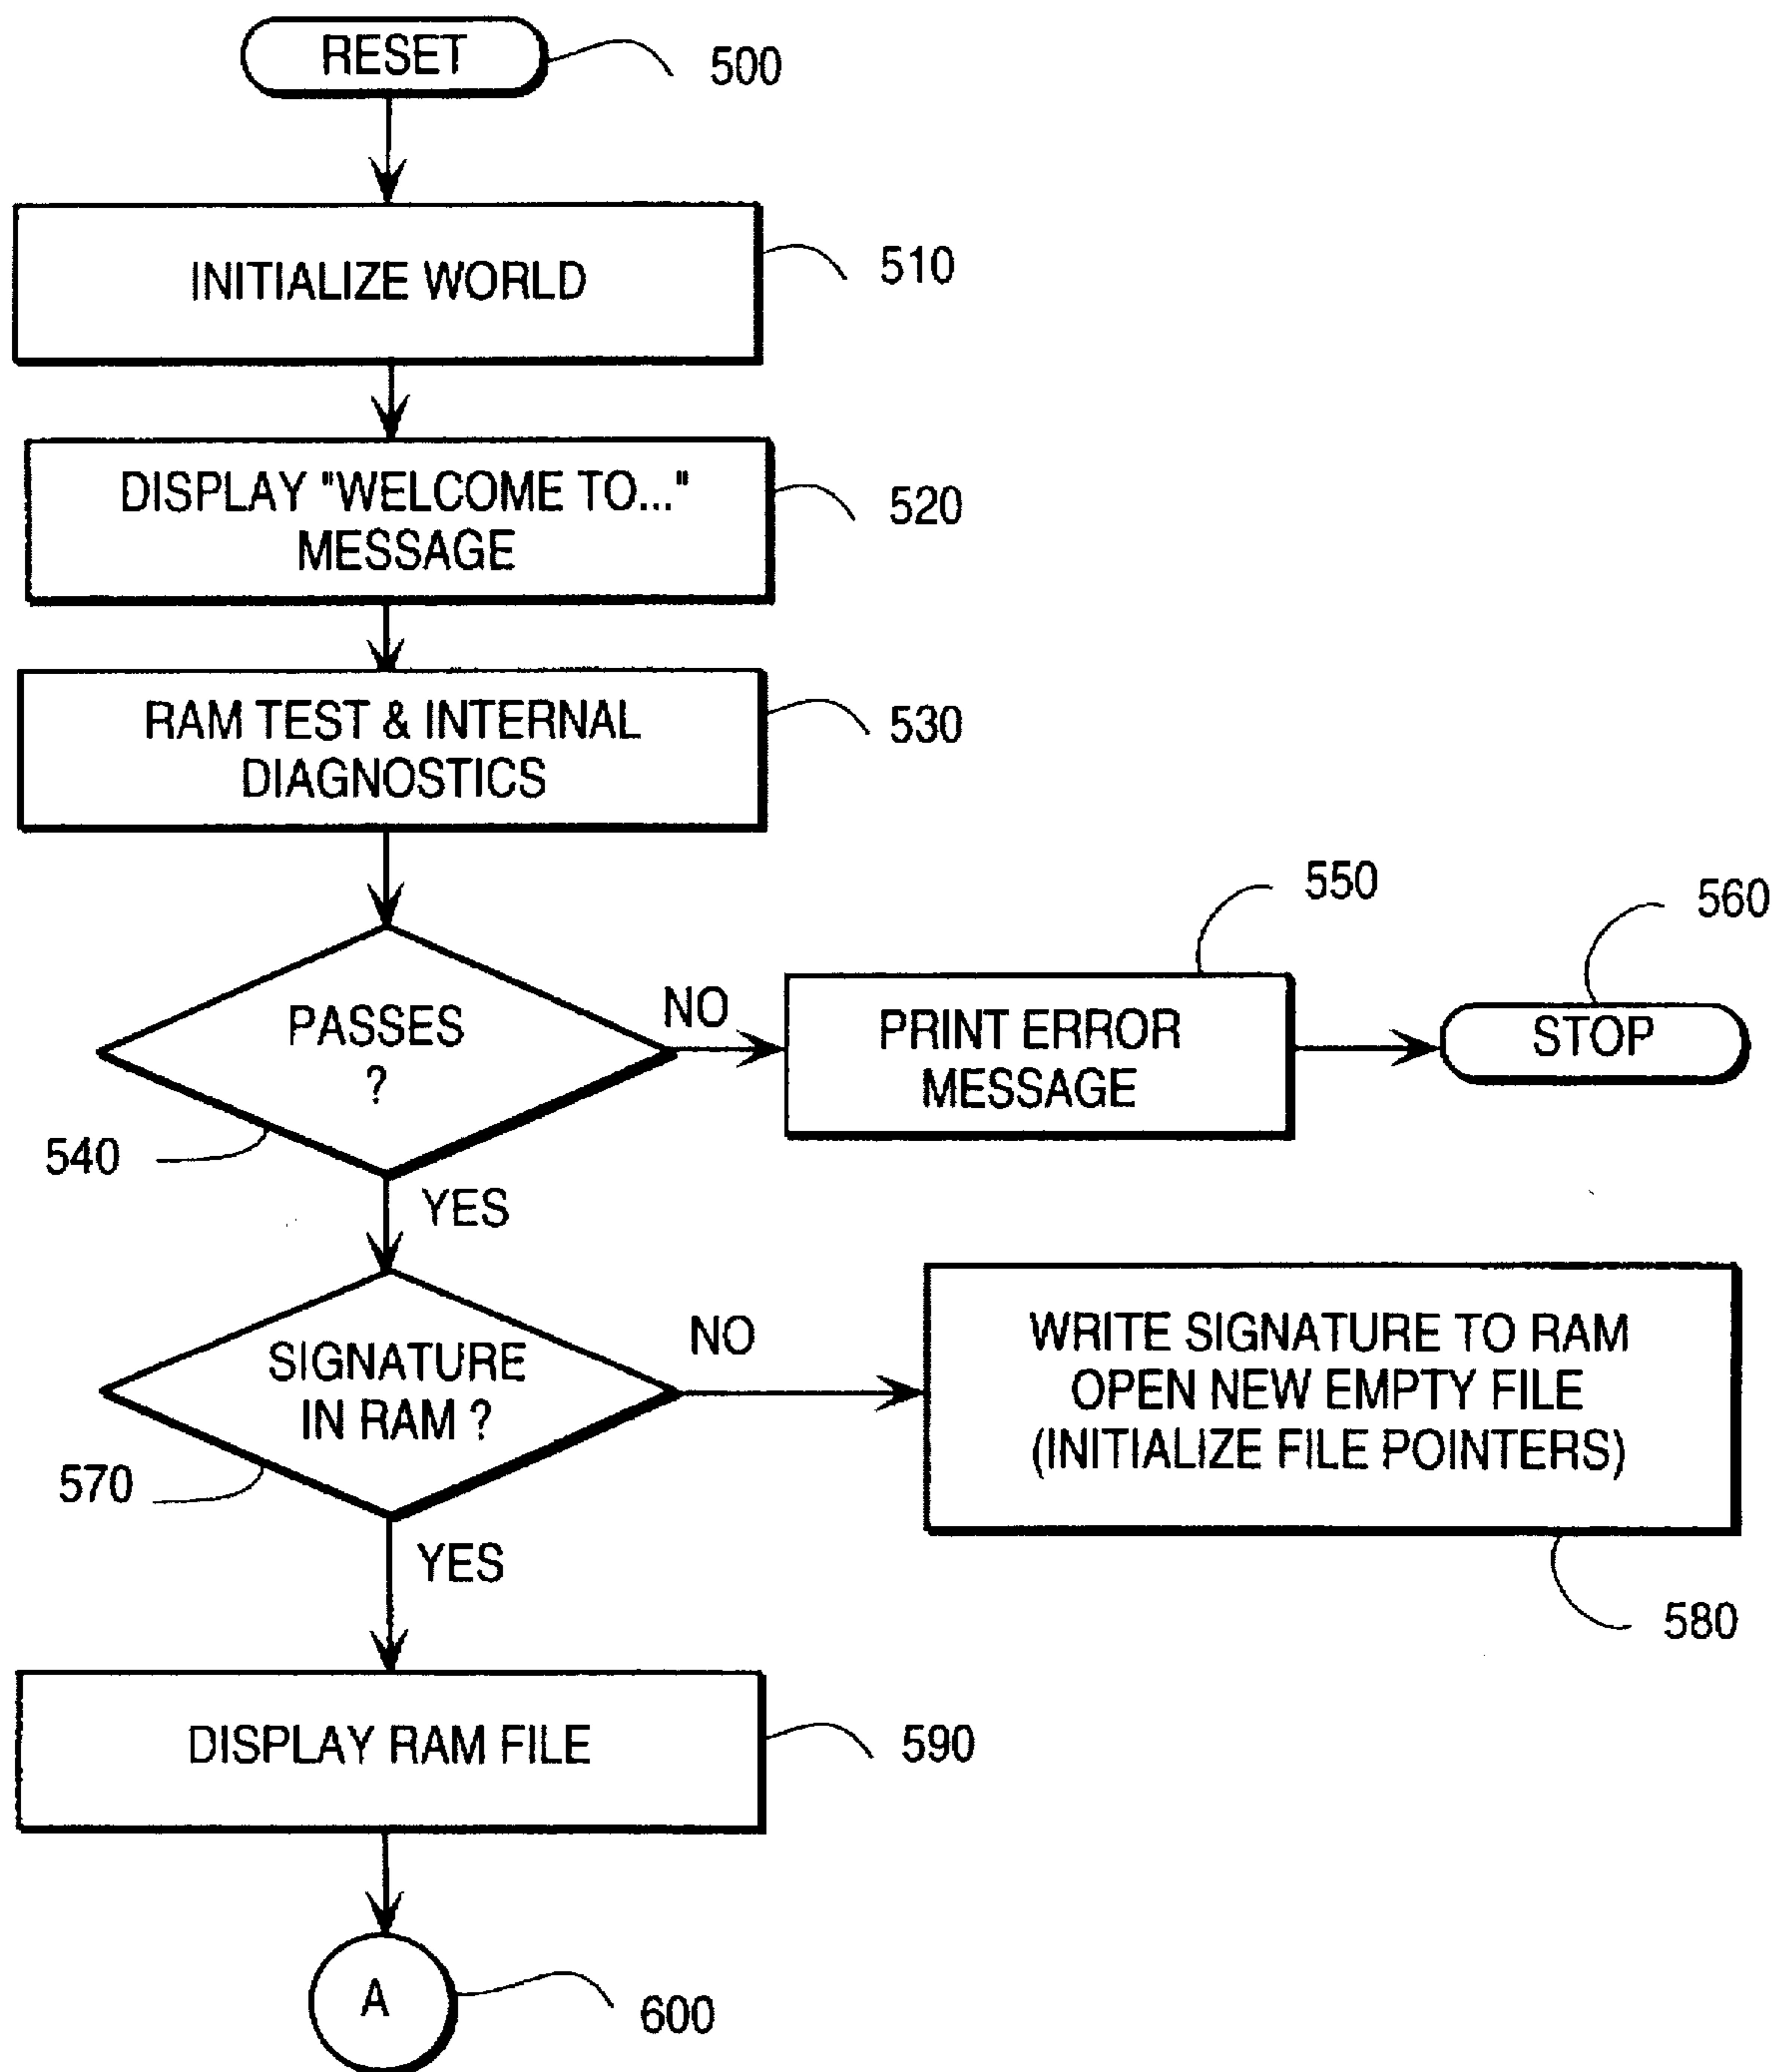 RESET
500
INITIALIZE WORLD
510
DISPLAY "WELCOME TO..."
MESSAGE
520
RAM TEST & INTERNAL
DIAGNOSTICS
530
PASSES
?
540
NO
PRINT ERROR
MESSAGE
550
STOP
560
YES
SIGNATURE
IN RAM ?
570
NO
WRITE SIGNATURE TO RAM
OPEN NEW EMPTY FILE
(INITIALIZE FILE POINTERS)
580
YES
DISPLAY RAM FILE
590
A
600